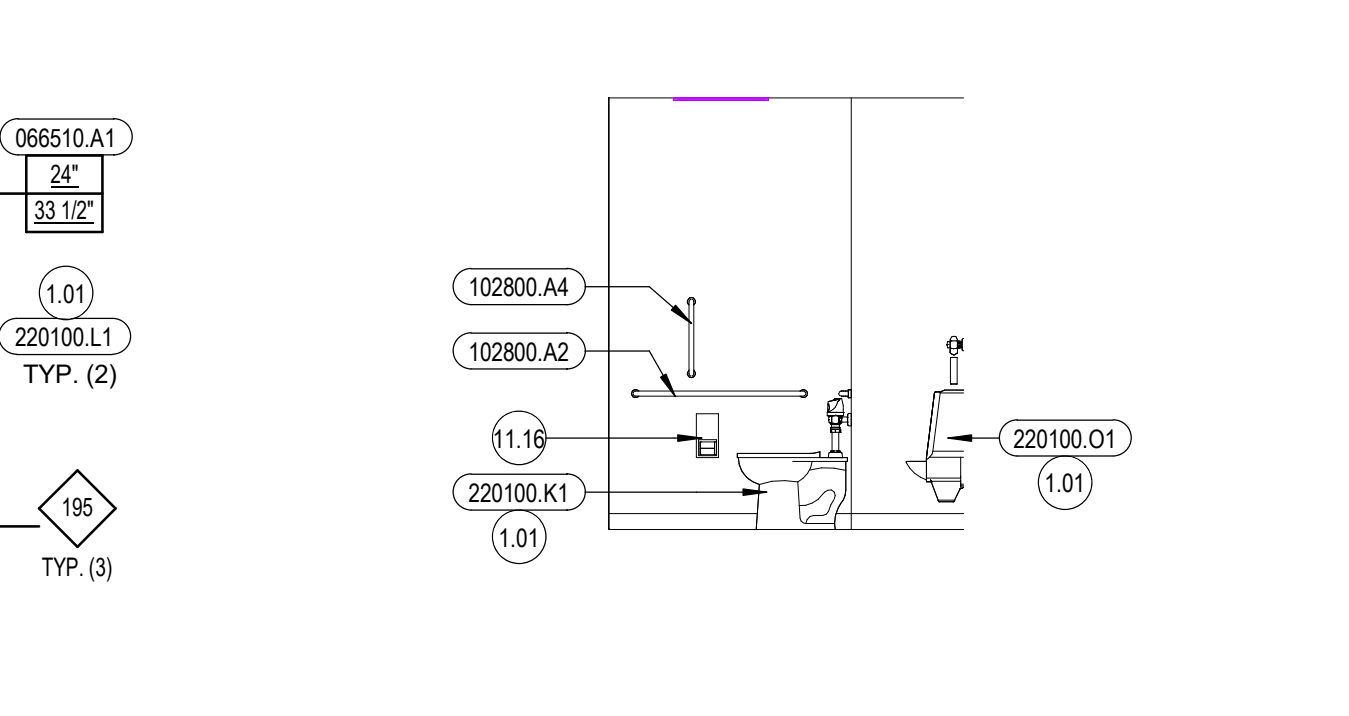 066510.A1
24"
33 1/2"
1.01
220100.L1
TYP. (2)
195
TYP. (3)
102800.A4
102800.A2
11.16
220100.K1
1.01
220100.O1
1.01